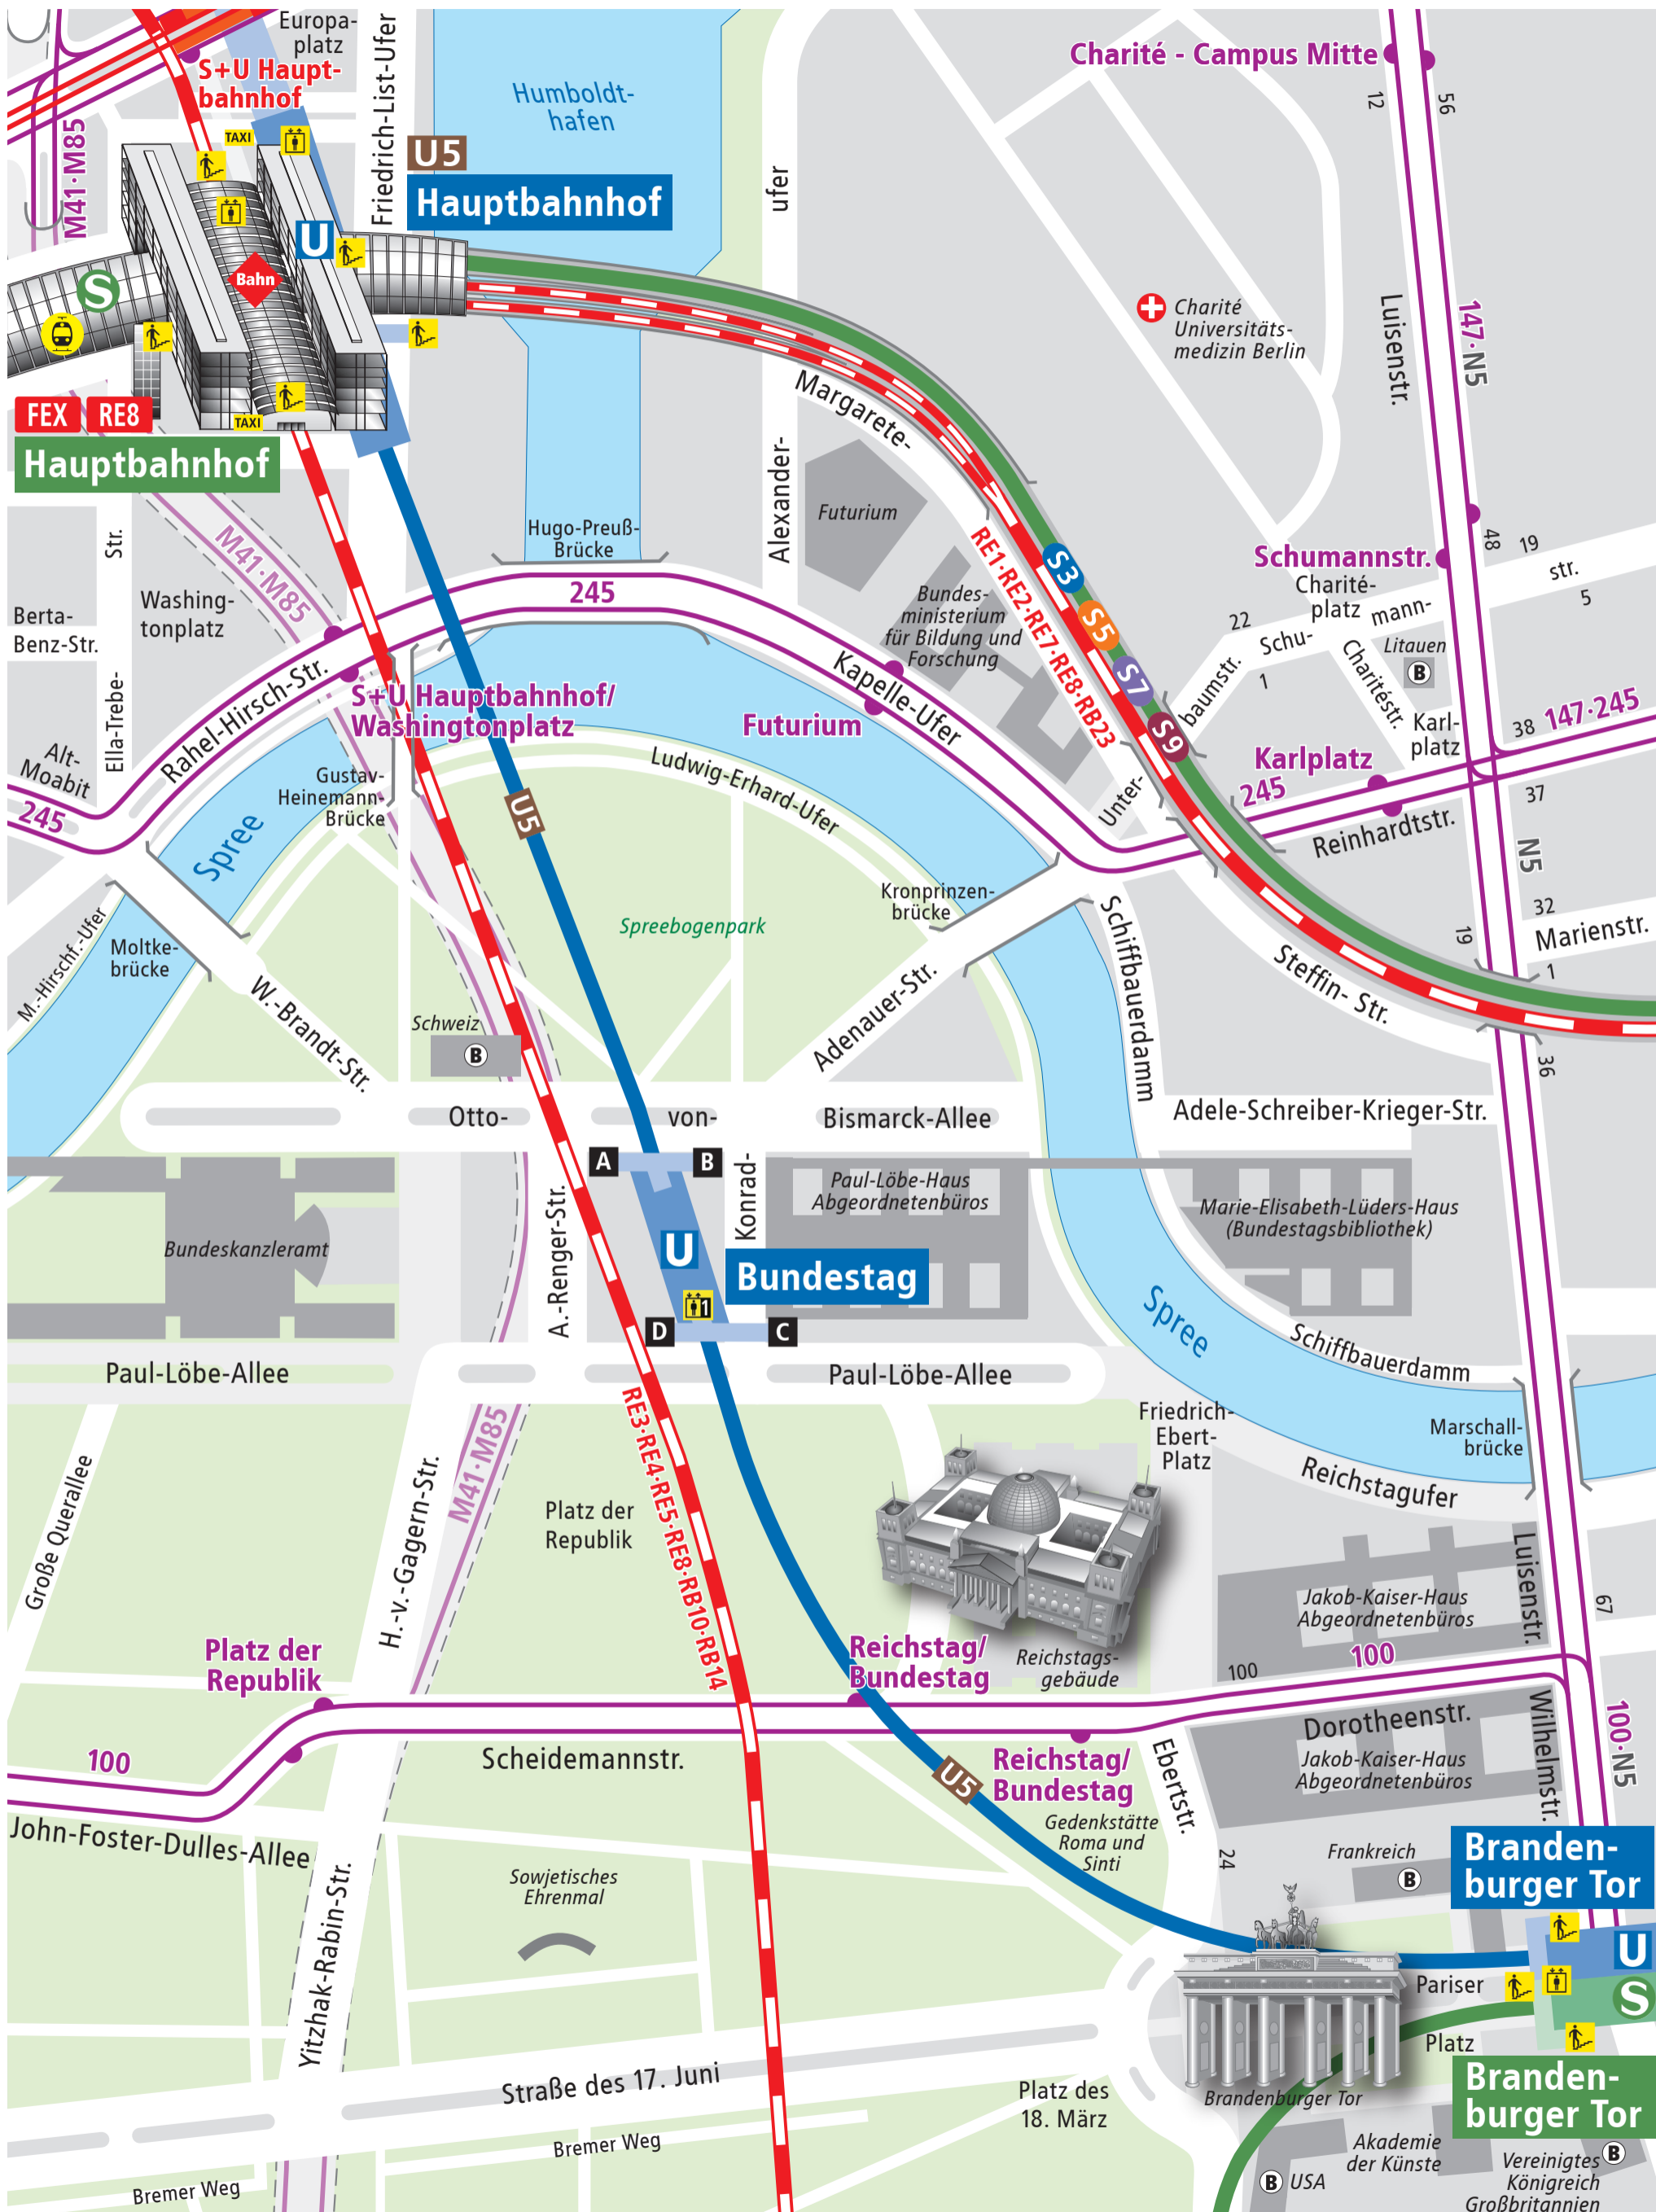 Europa-
platz
Friedrich-List-Ufer
Humboldt-
hafen
Charité - Campus Mitte
12
56
S+U Haupt-
bahnhof
TAXI
M41·M85
U5
Hauptbahnhof
ufer
U
S
Bahn
Charité
Universitäts-
medizin Berlin
Luisenstr.
147·N5
FEX
RE8
TAXI
Hauptbahnhof
Margarete-
Alexander-
Futurium
Str.
M41·M85
Hugo-Preuß-
Brücke
245
RE1·RE2·RE7·RE8·RB23
S3
S5
S7
S9
48
19
Schumannstr.
str.
5
Charité-
platz
mann-
22
Schu-
1
baumstr.
Charitéstr.
Litauen
B
Berta-
Benz-Str.
Washing-
tonplatz
Bundes-
ministerium
für Bildung und
Forschung
Kapelle-Ufer
Rahel-Hirsch-Str.
Ella-Trebe-
S+U Hauptbahnhof/
Washingtonplatz
Futurium
Karl-
platz
38
147·245
Karlplatz
245
37
Reinhardtstr.
N5
Alt-
Moabit
245
Gustav-
Heinemann-
Brücke
Ludwig-Erhard-Ufer
Unter-
U5
Spree
Kronprinzen-
brücke
Spreebogenpark
32
Marienstr.
1
19
M.-Hirschf.-Ufer
Moltke-
brücke
W.-Brandt-Str.
Adenauer-Str.
Schiffbauerdamm
Steffin- Str.
Schweiz
B
36
Otto-
von-
Bismarck-Allee
Adele-Schreiber-Krieger-Str.
A
B
Konrad-
Paul-Löbe-Haus
Abgeordnetenbüros
Marie-Elisabeth-Lüders-Haus
(Bundestagsbibliothek)
Bundeskanzleramt
A.-Renger-Str.
U
Bundestag
1
D
C
Spree
Schiffbauerdamm
Paul-Löbe-Allee
Paul-Löbe-Allee
Friedrich-
Ebert-
Platz
Marschall-
brücke
Reichstagufer
RE3·RE4·RE5·RE8·RB10·RB14
M41·M85
Große Querallee
H.-v.-Gagern-Str.
Platz der
Republik
Luisenstr.
67
Jakob-Kaiser-Haus
Abgeordnetenbüros
Platz der
Republik
Reichstag/
Bundestag
Reichstags-
gebäude
100
100
Wilhelmstr.
100·N5
Dorotheenstr.
Jakob-Kaiser-Haus
Abgeordnetenbüros
100
Scheidemannstr.
U5
Reichstag/
Bundestag
Ebertstr.
John-Foster-Dulles-Allee
Gedenkstätte
Roma und
Sinti
24
Frankreich
B
Branden-
burger Tor
Sowjetisches
Ehrenmal
Yitzhak-Rabin-Str.
U
Pariser
S
Platz
Branden-
burger Tor
Straße des 17. Juni
Platz des
18. März
Brandenburger Tor
Bremer Weg
Bremer Weg
Akademie
der Künste
B USA
B
Vereinigtes
Königreich
Großbritannien